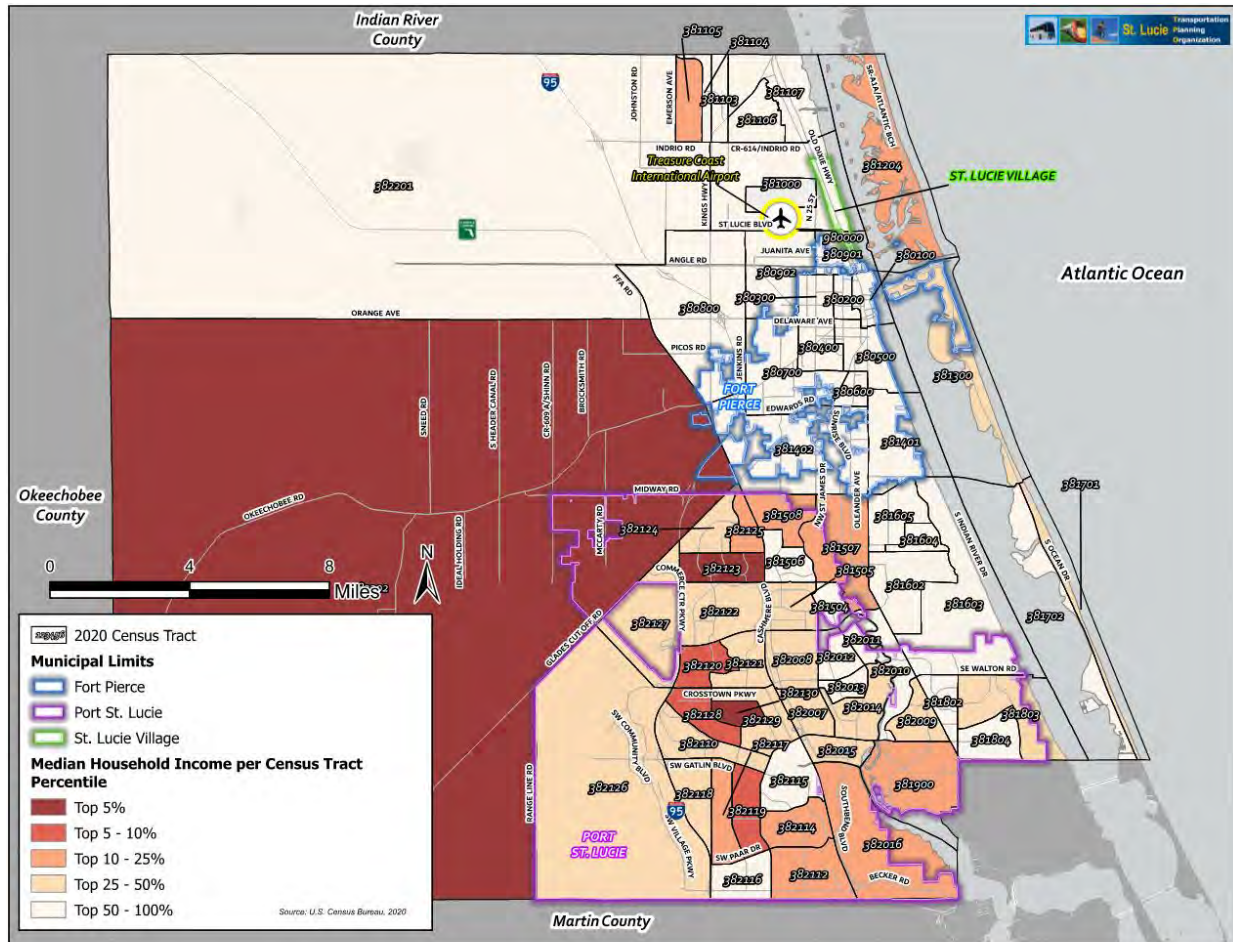 Indian River
County
St. Lucie
Transportation
Planning
Organization
381105
381104
95
JOHNSTON RD
EMERSON AVE
381103
381107
381106
SR-A1A/ATLANTIC BCH
OLD DIXIE HWY
INDRIO RD
CR-614/INDRIO RD
Treasure Coast
International Airport
381204
382201
381000
ST. LUCIE VILLAGE
KINGS HWY
N 25 ST
ST LUCIE BLVD
980000
JUANITA AVE
380901
380100
ANGLE RD
380902
Atlantic Ocean
FFA RD
380300
380200
380800
ORANGE AVE
DELAWARE AVE
PICOS RD
JENKINS RD
380400
380500
380700
381300
SNEED RD
S HEADER CANAL RD
CR-609 A/SHINN RD
BROCKSMITH RD
FORT
PIERCE
380600
EDWARDS RD
SUNRISE BLVD
381401
381402
Okeechobee
County
OKEECHOBEE RD
MIDWAY RD
NW ST JAMES DR
OLEANDER AVE
381701
MCCARTY RD
382124
382125
381508
381605
381604
S INDIAN RIVER DR
S OCEAN DR
IDEAL HOLDING RD
N
381507
381506
382123
381505
0
4
8
Miles
COMMERCE CTR PKWY
CASHMERE BLVD
381602
381603
381702
GLADES CUT OFF RD
382127
382122
381504
382011
382120
382121
382008
382012
382010
SE WALTON RD
CROSSTOWN PKWY
382130
382013
381802
382128
382129
382007
382014
382009
381803
SW COMMUNITY BLVD
382110
382117
382015
381804
SW GATLIN BLVD
382115
381900
RANGE LINE RD
382126
382118
95
382119
SOUTHBEND BLVD
PORT
ST. LUCIE
SW VILLAGE PKWY
382114
382016
SW PAAR DR
382116
382112
BECKER RD
Martin County
2020 Census Tract
Municipal Limits
Fort Pierce
Port St. Lucie
St. Lucie Village
Median Household Income per Census Tract
Percentile
Top 5%
Top 5 - 10%
Top 10 - 25%
Top 25 - 50%
Top 50 - 100%
Source: U.S. Census Bureau, 2020